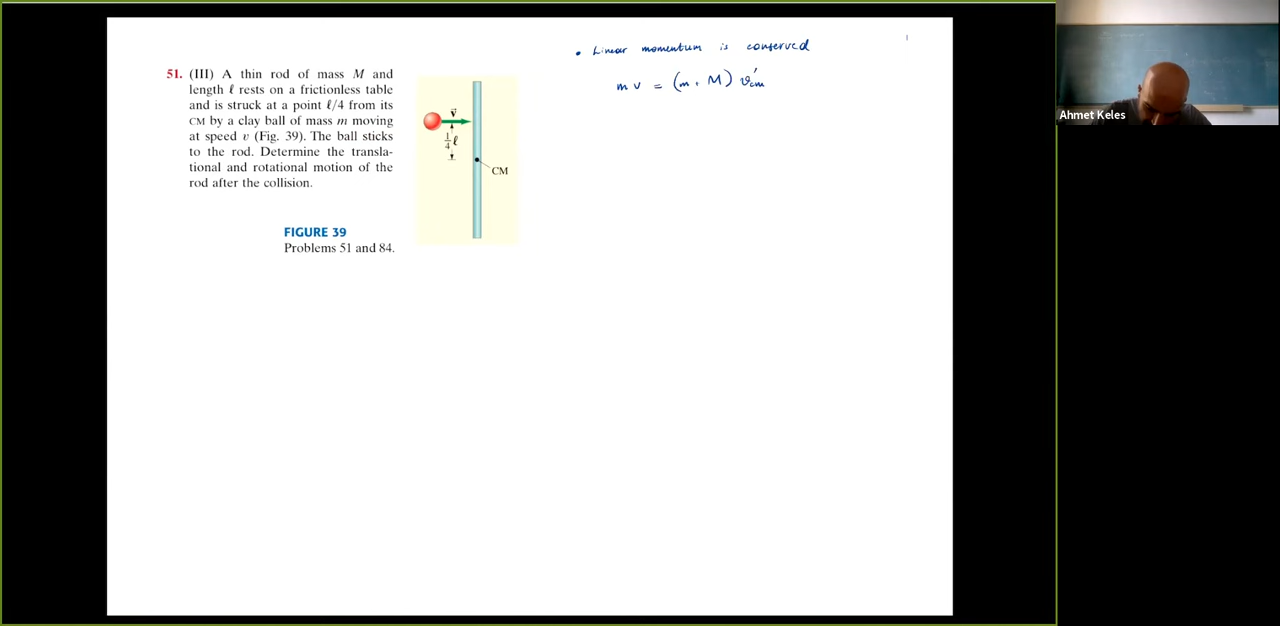 51. (III) A thin rod of mass M and
length ℓ rests on a frictionless table
and is struck at a point ℓ/4 from its
CM by a clay ball of mass m moving
at speed v (Fig. 39). The ball sticks
to the rod. Determine the transla-
tional and rotational motion of the
rod after the collision.
FIGURE 39
Problems 51 and 84.
v⃗
1/4 ℓ
CM
• Linear momentum is conserved
m v = (m + M) v'cm
1
Ahmet Keles